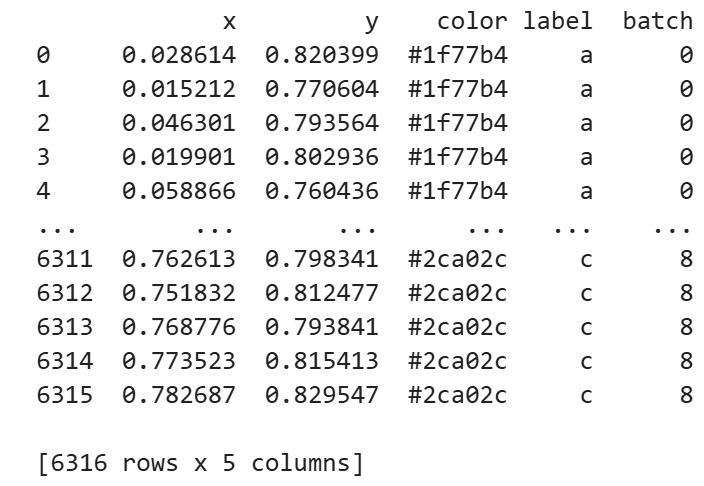 x y color label batch
0 0.028614 0.820399 #1f77b4 a 0
1 0.015212 0.770604 #1f77b4 a 0
2 0.046301 0.793564 #1f77b4 a 0
3 0.019901 0.802936 #1f77b4 a 0
4 0.058866 0.760436 #1f77b4 a 0
... ... ... ... ... ...
6311 0.762613 0.798341 #2ca02c c 8
6312 0.751832 0.812477 #2ca02c c 8
6313 0.768776 0.793841 #2ca02c c 8
6314 0.773523 0.815413 #2ca02c c 8
6315 0.782687 0.829547 #2ca02c c 8
[6316 rows x 5 columns]